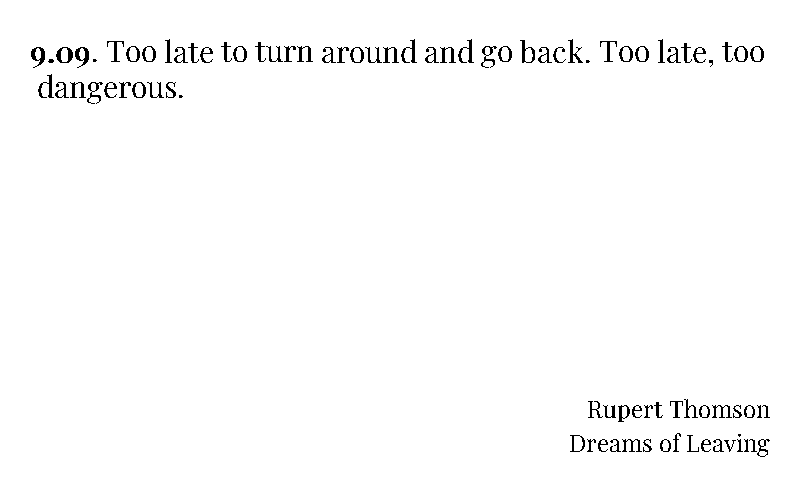 9.09. Too late to turn around and go back. Too late, too
dangerous.
Rupert Thomson
Dreams of Leaving